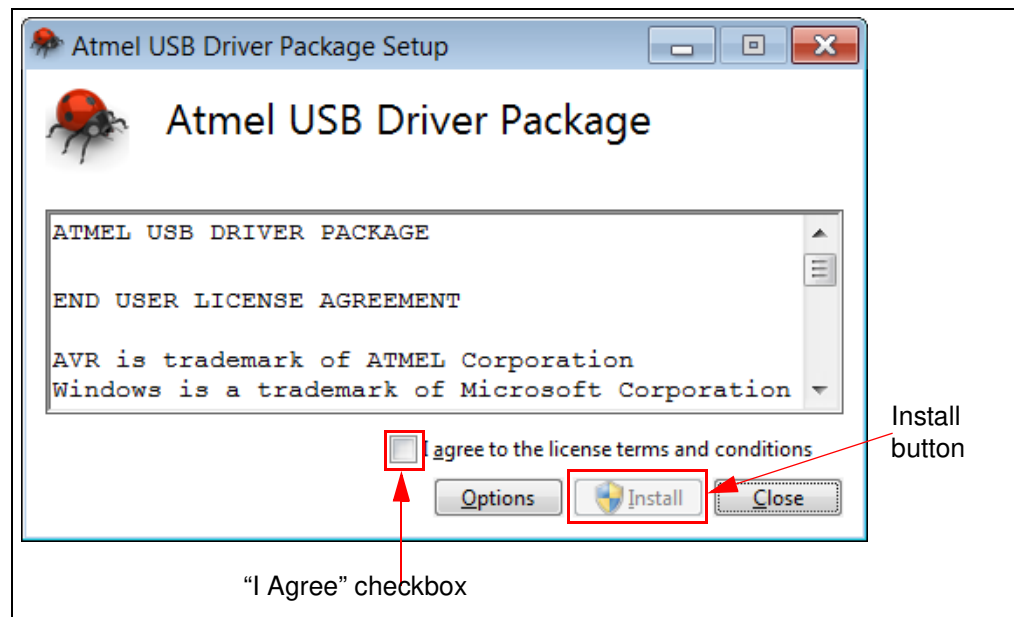 Atmel USB Driver Package Setup
Atmel USB Driver Package
ATMEL USB DRIVER PACKAGE
END USER LICENSE AGREEMENT
AVR is trademark of ATMEL Corporation
Windows is a trademark of Microsoft Corporation
I agree to the license terms and conditions
Options
Install
Close
Install
button
“I Agree” checkbox